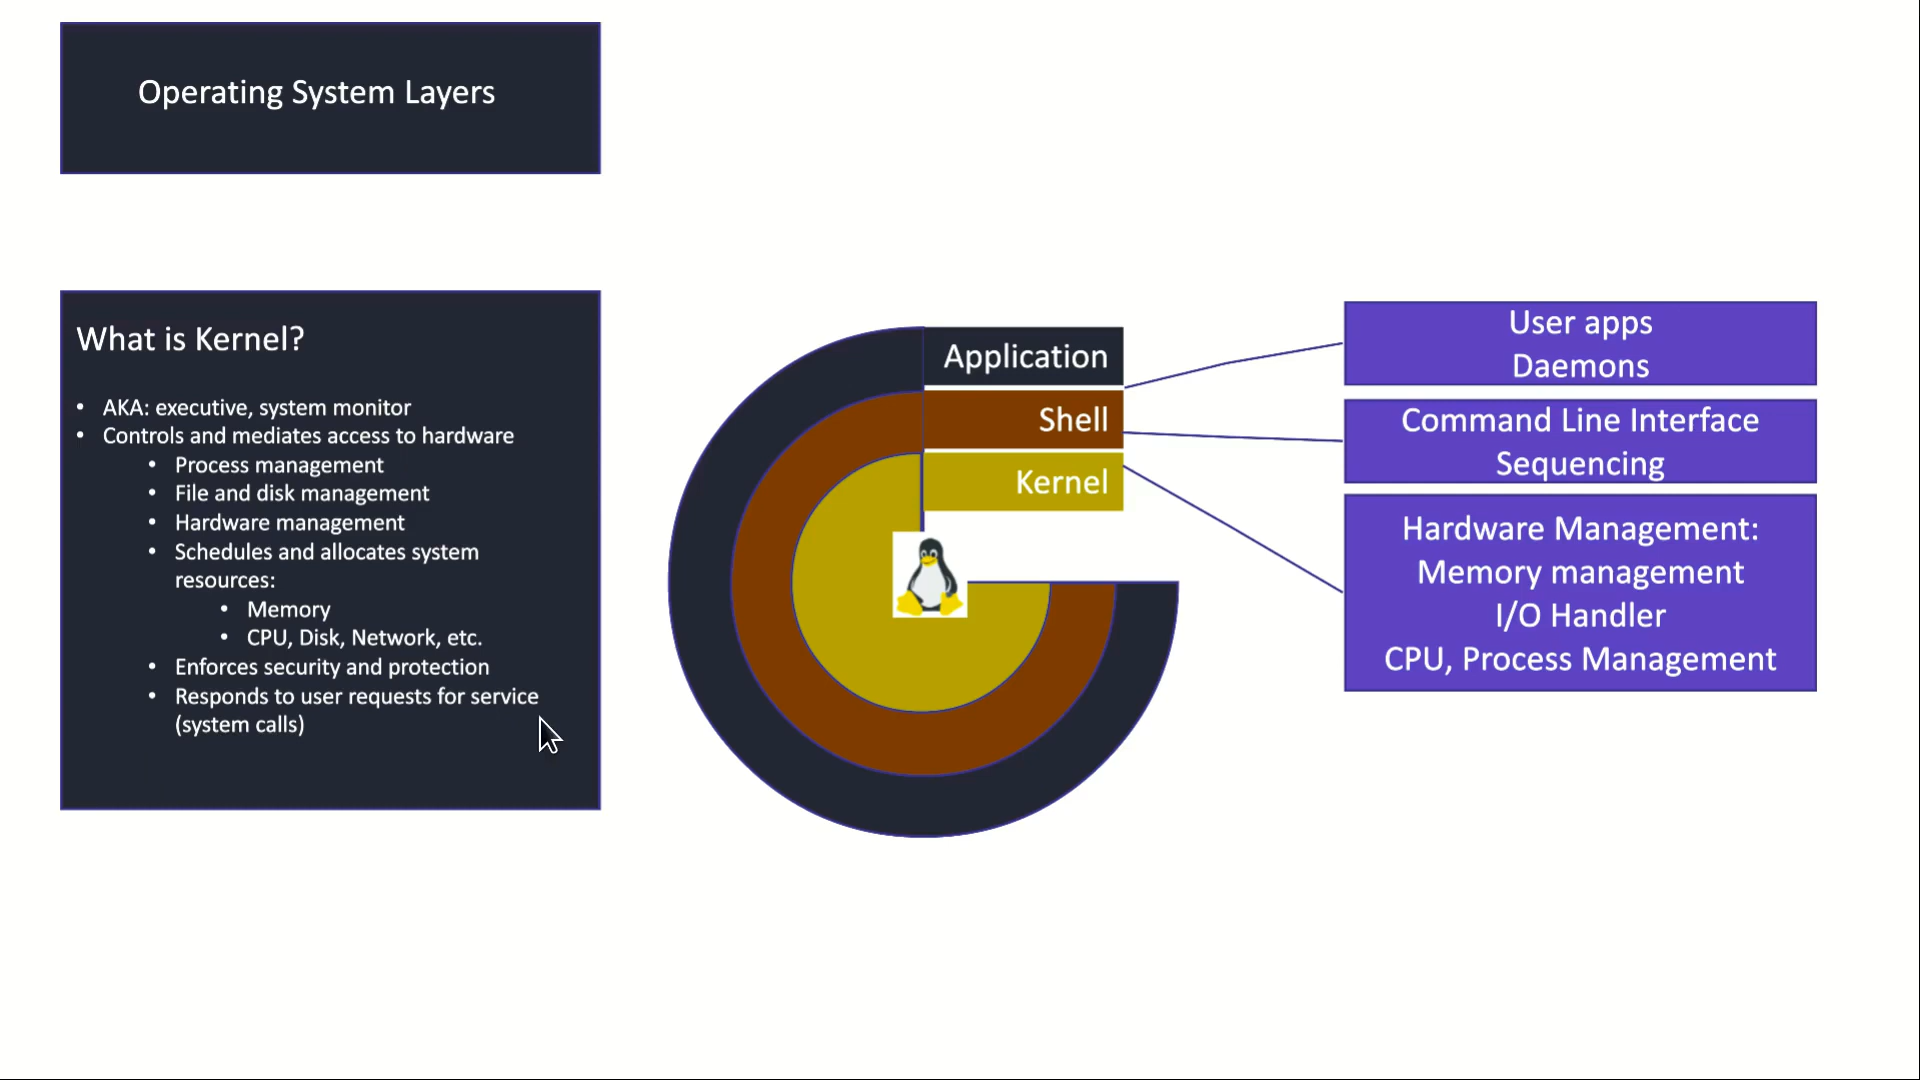 Operating System Layers
What is Kernel?
• AKA: executive, system monitor
• Controls and mediates access to hardware
• Process management
• File and disk management
• Hardware management
• Schedules and allocates system
resources:
• Memory
• CPU, Disk, Network, etc.
• Enforces security and protection
• Responds to user requests for service
(system calls)
Application
Shell
Kernel
User apps
Daemons
Command Line Interface
Sequencing
Hardware Management:
Memory management
I/O Handler
CPU, Process Management